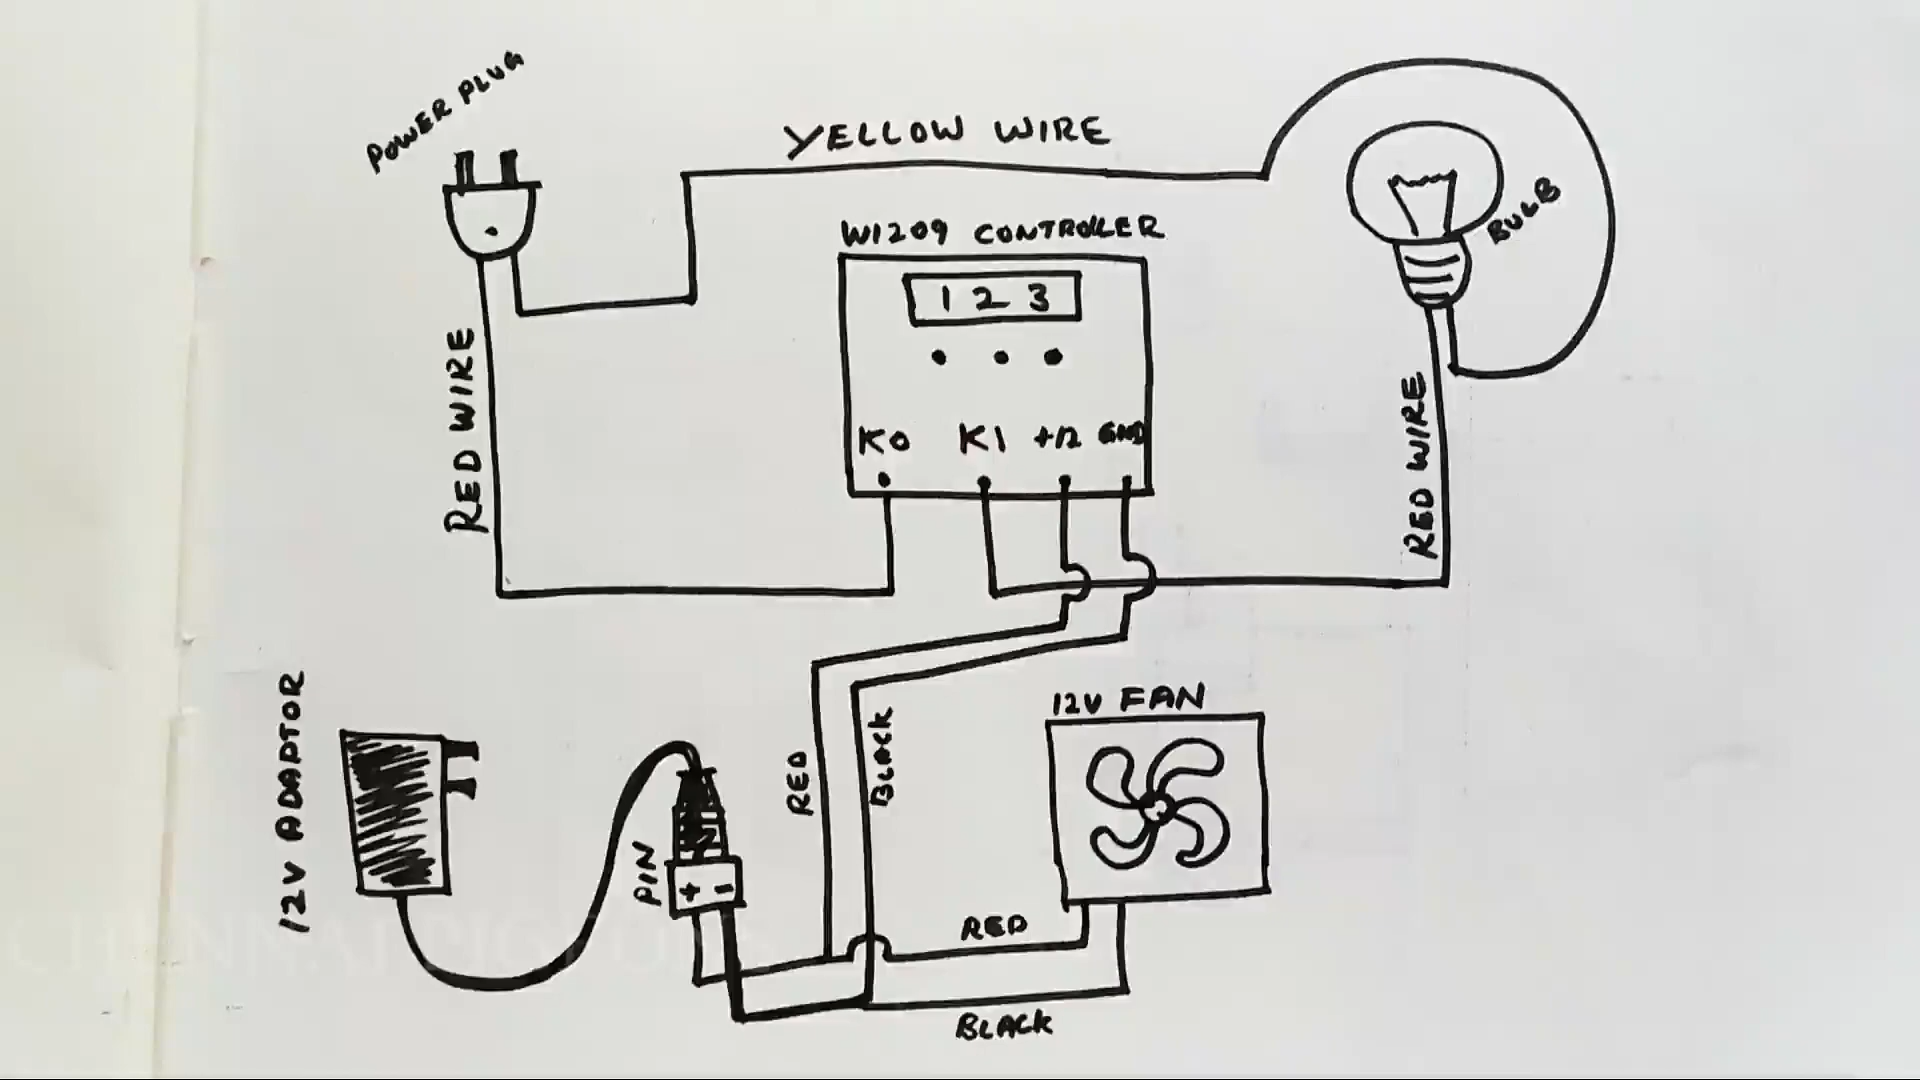 POWER PLUG
YELLOW WIRE
W1209 CONTROLLER
1 2 3
BULB
RED WIRE
K0 K1 +12 GND
RED WIRE
12V ADAPTOR
PIN
+ -
RED
BLACK
12V FAN
RED
BLACK